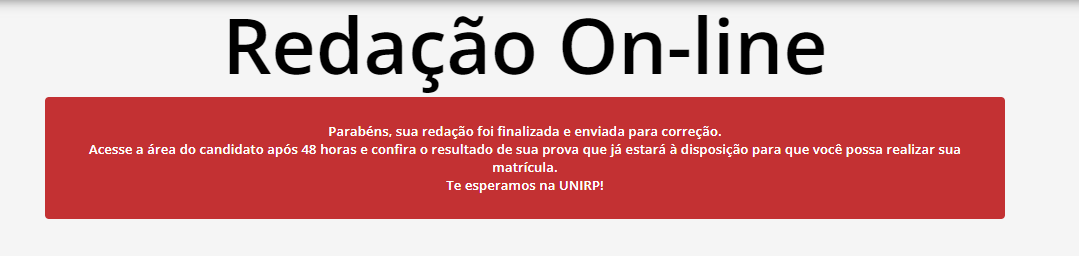 Redação On-line
Parabéns, sua redação foi finalizada e enviada para correção.
Acesse a área do candidato após 48 horas e confira o resultado de sua prova que já estará à disposição para que você possa realizar sua
matrícula.
Te esperamos na UNIRP!